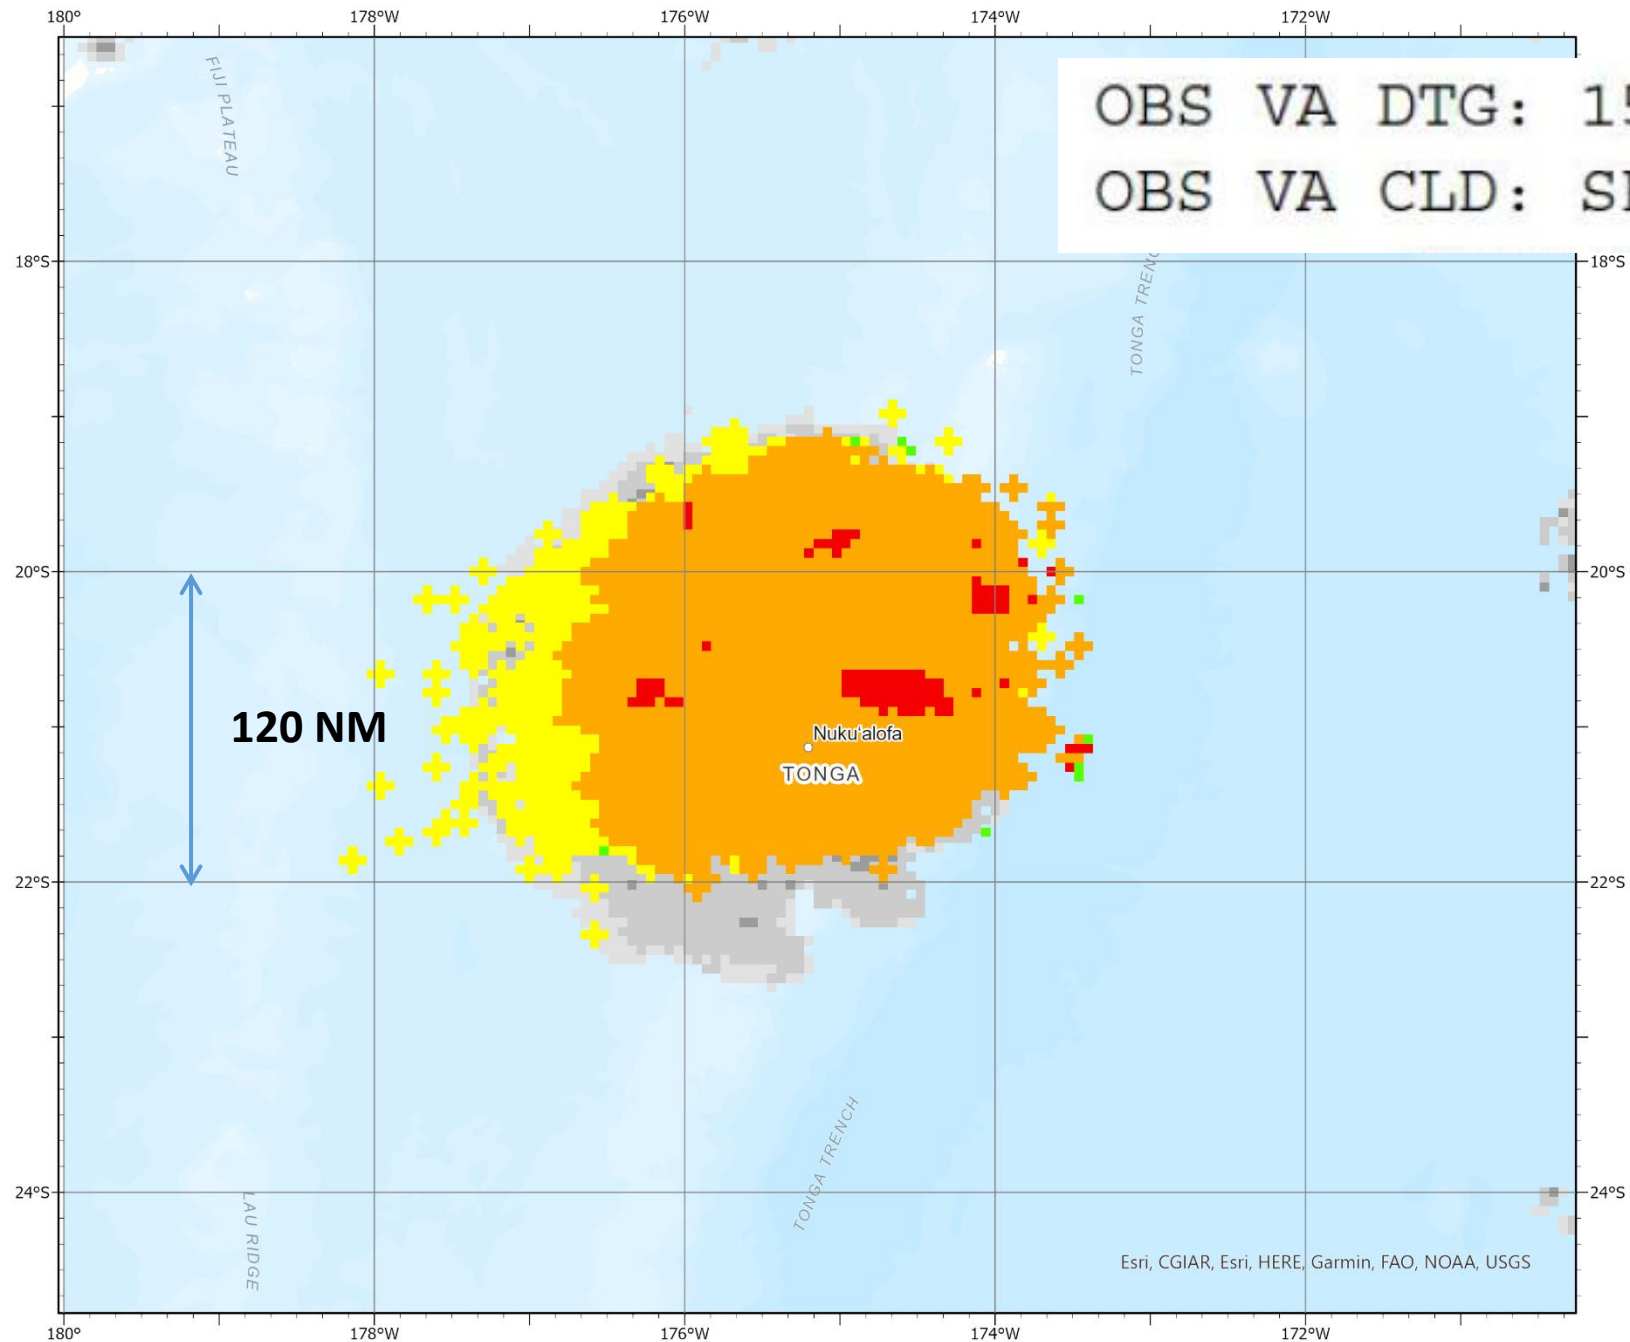 180° 178°W 176°W 174°W 172°W
FIJI PLATEAU
OBS VA DTG: 15
OBS VA CLD:
18°S 18°S
TONGA TRENC
20°S 20°S
120 NM
Nuku'alofa
TONGA
22°S 22°S
TONGA TRENCH
24°S 24°S
LAU RIDGE
Esri, CGIAR, Esri, HERE, Garmin, FAO, NOAA, USGS
180° 178°W 176°W 174°W 172°W